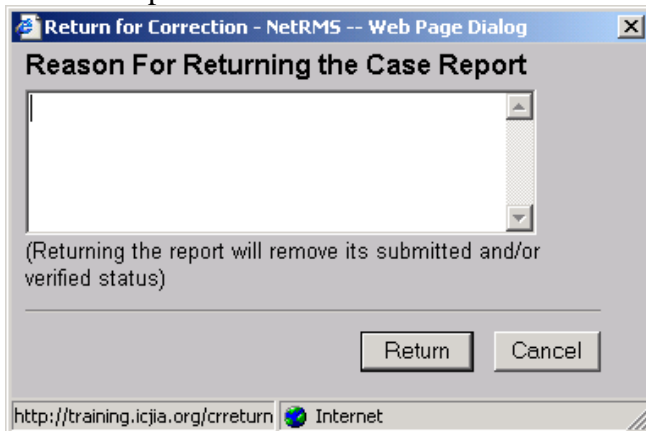 Return for Correction - NetRMS -- Web Page Dialog
Reason For Returning the Case Report
(Returning the report will remove its submitted and/or
verified status)
Return Cancel
http://training.icjia.org/crreturn Internet